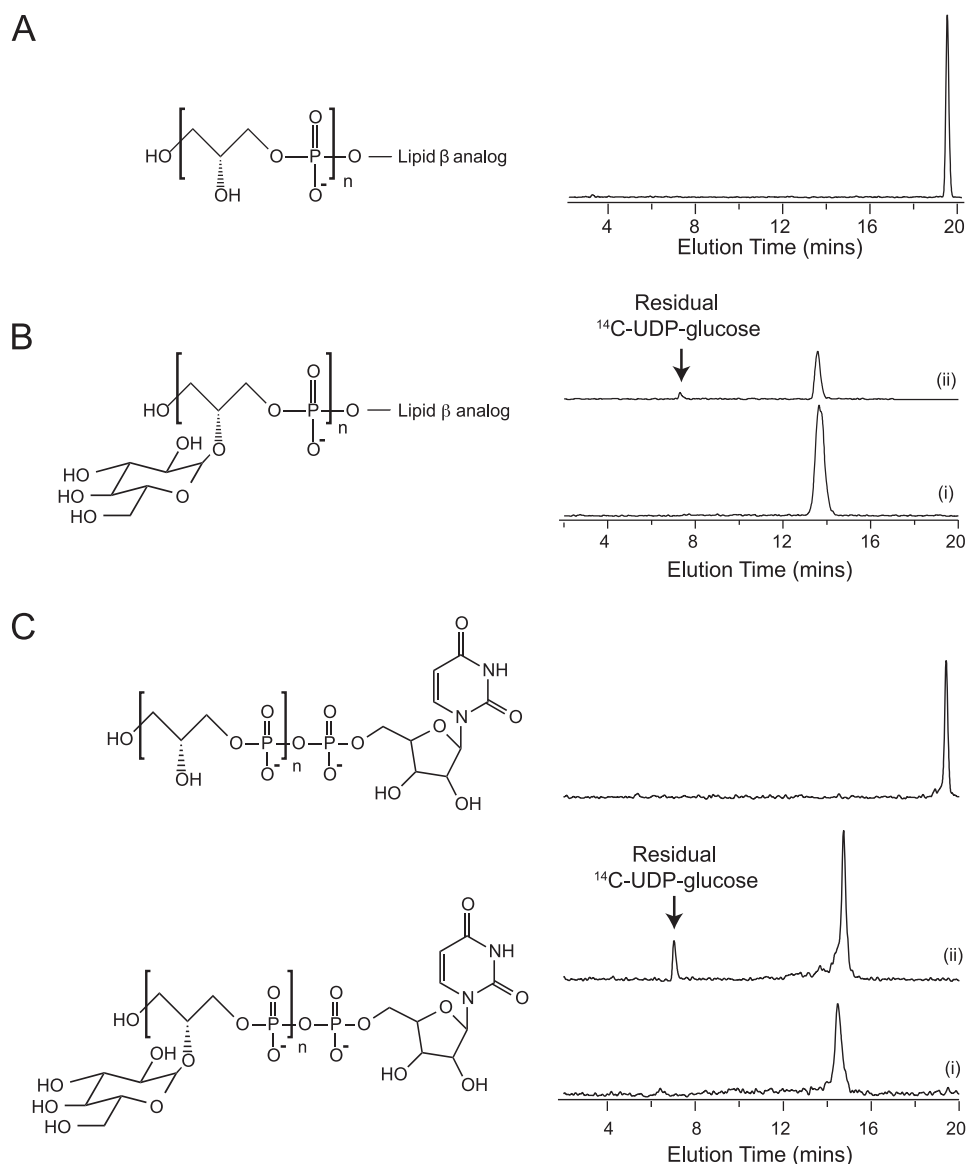 A
HO
OH
O
P
O
O-
n
O
Lipid β analog
4 8 12 16 20
Elution Time (mins)
B
Residual
¹⁴C-UDP-glucose
(ii)
(i)
HO
O
O
P
O
O-
n
O
Lipid β analog
HO
HO
HO
OH
O
4 8 12 16 20
Elution Time (mins)
C
O
NH
N
O
HO
OH
O
O
P
O-
n
O
O
P
O-
O
O
HO
OH
Residual
¹⁴C-UDP-glucose
(ii)
(i)
O
NH
N
O
HO
O
O
O
P
O-
n
O
O
P
O-
O
O
HO
OH
HO
HO
HO
OH
O
4 8 12 16 20
Elution Time (mins)